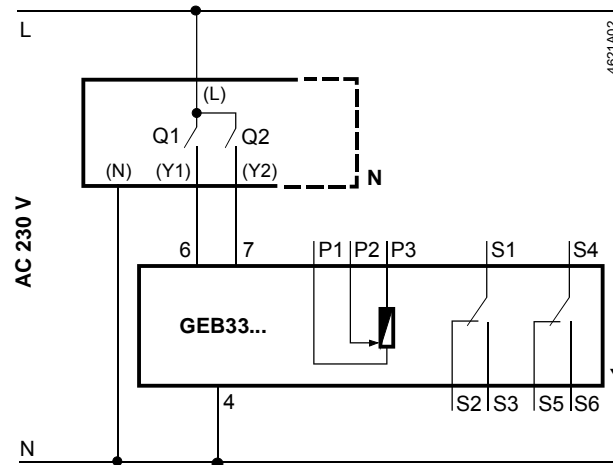 L
4621A02
(L)
Q1 Q2
(N) (Y1) (Y2)
N
AC 230 V
6 7 P1 P2 P3 S1 S4
GEB33...
4 S2 S3 S5 S6
N